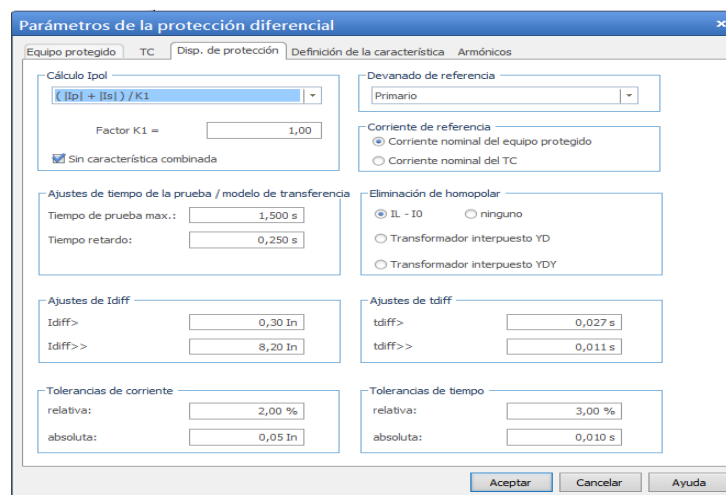 Parámetros de la protección diferencial
Equipo protegido TC Disp. de protección Definición de la característica Armónicos
Cálculo Ipol
( |Ip| + |Is| ) / K1
Factor K1 = 1,00
Sin característica combinada
Devanado de referencia
Primario
Corriente de referencia
Corriente nominal del equipo protegido
Corriente nominal del TC
Ajustes de tiempo de la prueba / modelo de transferencia
Tiempo de prueba max.: 1,500 s
Tiempo retardo: 0,250 s
Eliminación de homopolar
IL - I0 ninguno
Transformador interpuesto YD
Transformador interpuesto YDY
Ajustes de Idiff
Idiff> 0,30 In
Idiff>> 8,20 In
Ajustes de tdiff
tdiff> 0,027 s
tdiff>> 0,011 s
Tolerancias de corriente
relativa: 2,00 %
absoluta: 0,05 In
Tolerancias de tiempo
relativa: 3,00 %
absoluta: 0,010 s
Aceptar Cancelar Ayuda